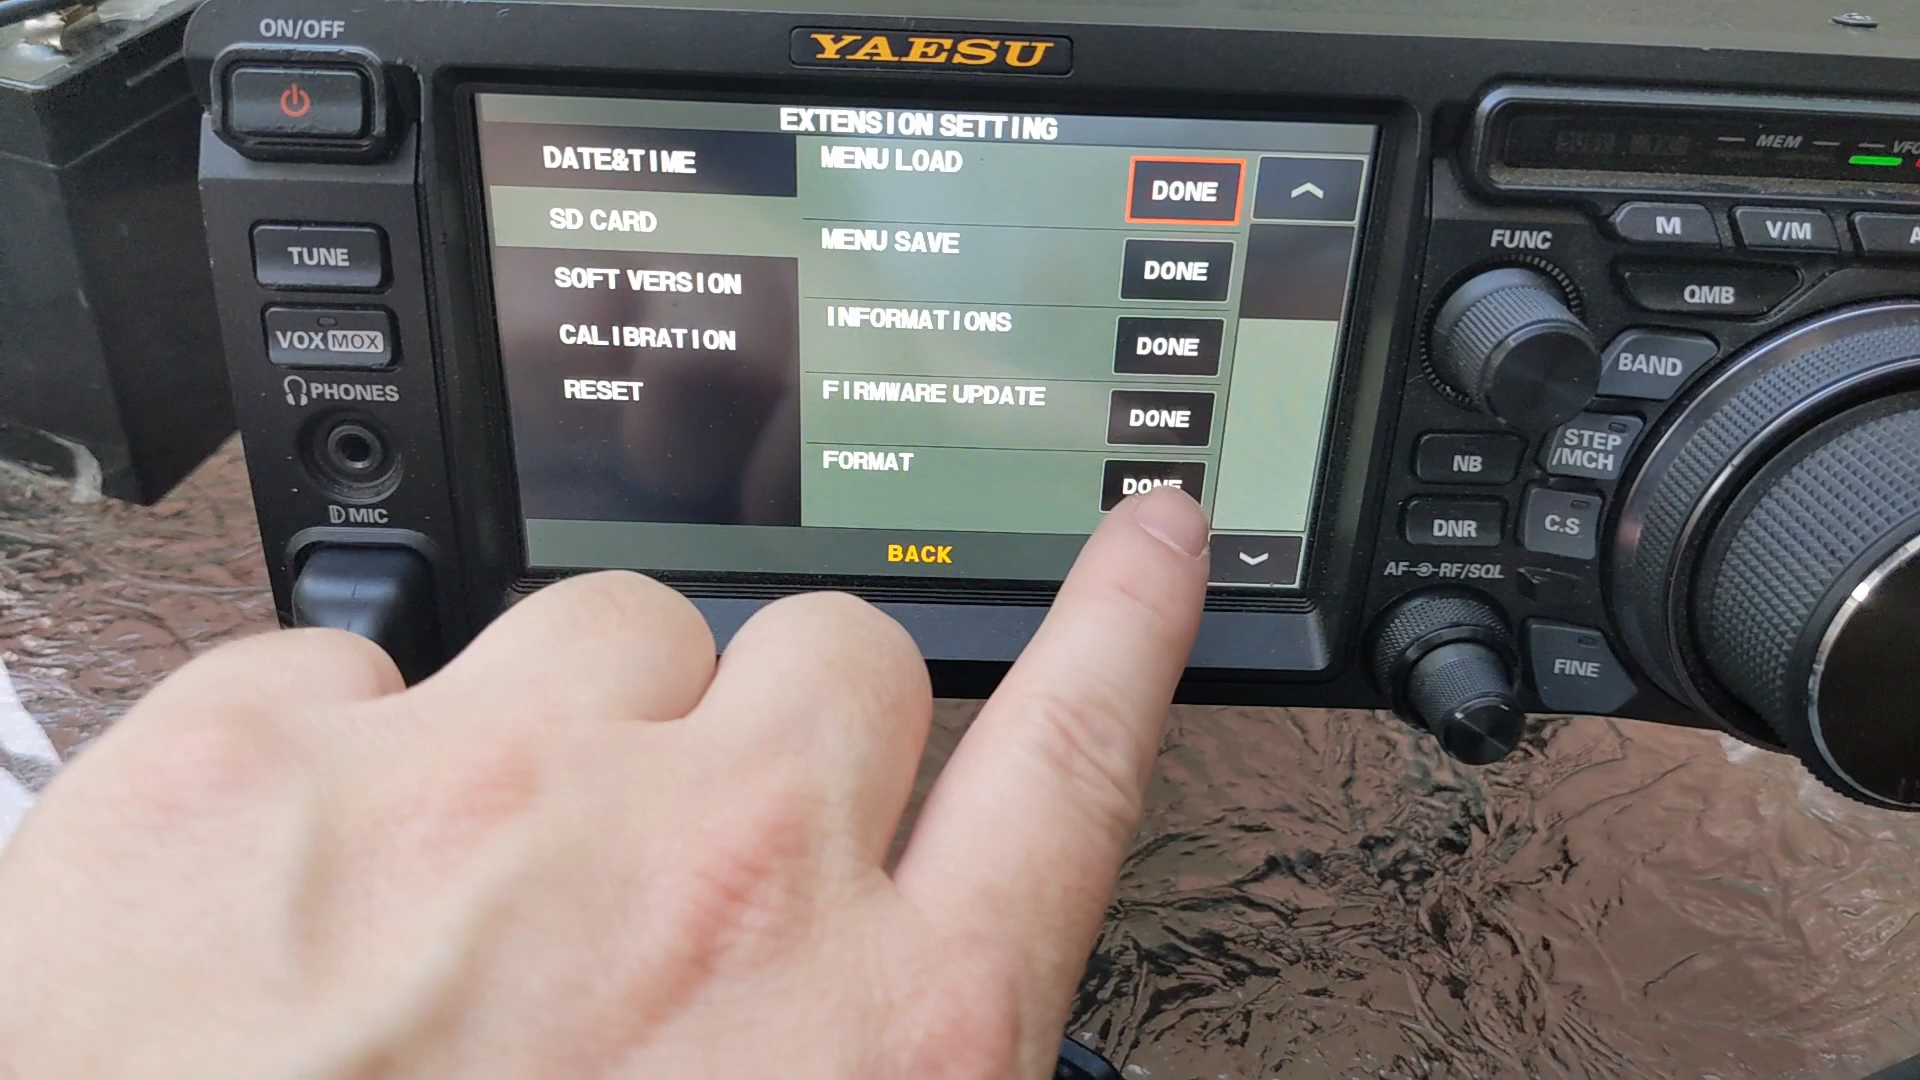 ON/OFF
YAESU
EXTENSION SETTING
DATE&TIME
SD CARD
SOFT VERSION
CALIBRATION
RESET
MENU LOAD
DONE
MENU SAVE
DONE
INFORMATIONS
DONE
FIRMWARE UPDATE
DONE
FORMAT
DONE
BACK
TUNE
VOX MOX
PHONES
MIC
MEM
VFO
M
V/M
A
FUNC
QMB
BAND
STEP
/MCH
NB
DNR
C.S
AF
RF/SQL
FINE